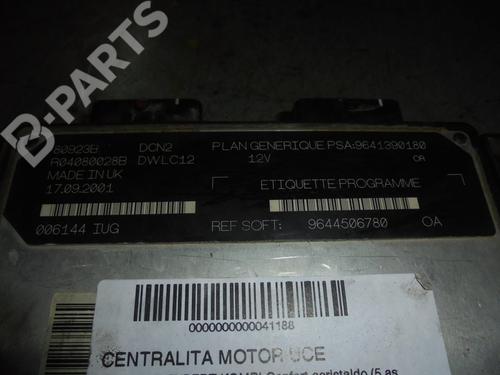 B-PARTS
80923B DCN2 PLAN GENERIQUE PSA:9641390180
R04080028B DWLC12 12V OR
MADE IN UK
17.09.2001 ETIQUETTE PROGRAMME
006144 IUG REF SOFT: 9644506780 OA
0000000000041188
CENTRALITA MOTOR UCE